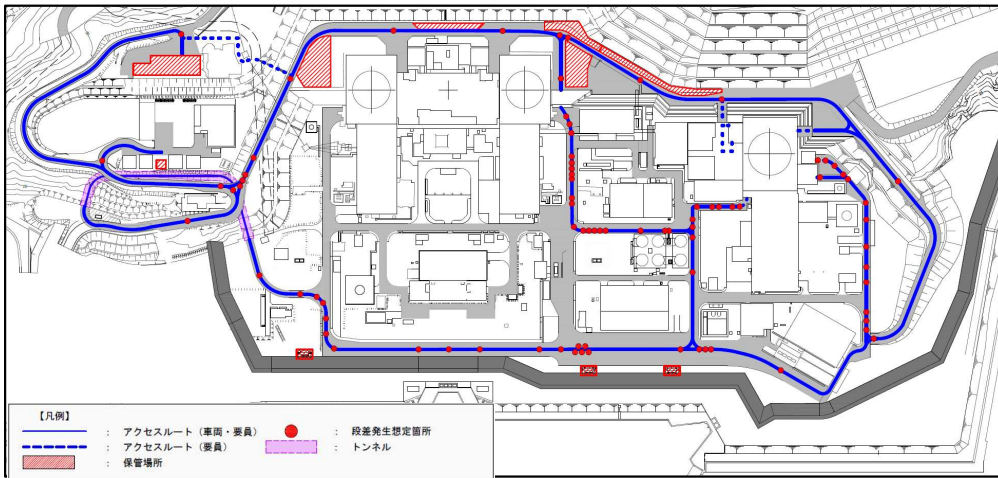 【凡例】
： アクセスルート（車両・要員） ： 段差発生想定箇所
： アクセスルート（要員） ： トンネル
： 保管場所